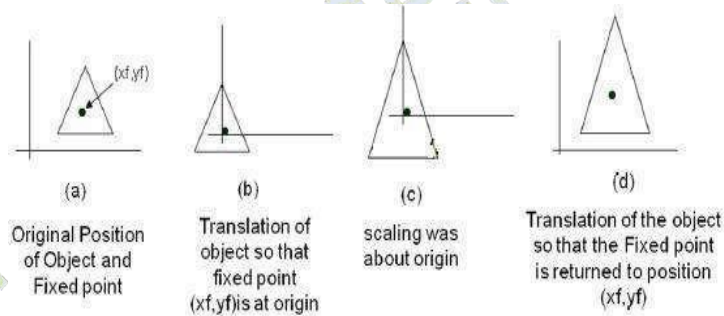 (xf,yf)
(a)
Original Position
of Object and
Fixed point
(b)
Translation of
object so that
fixed point
(xf,yf)is at origin
(c)
scaling was
about origin
(d)
Translation of the object
so that the Fixed point
is returned to position
(xf,yf)